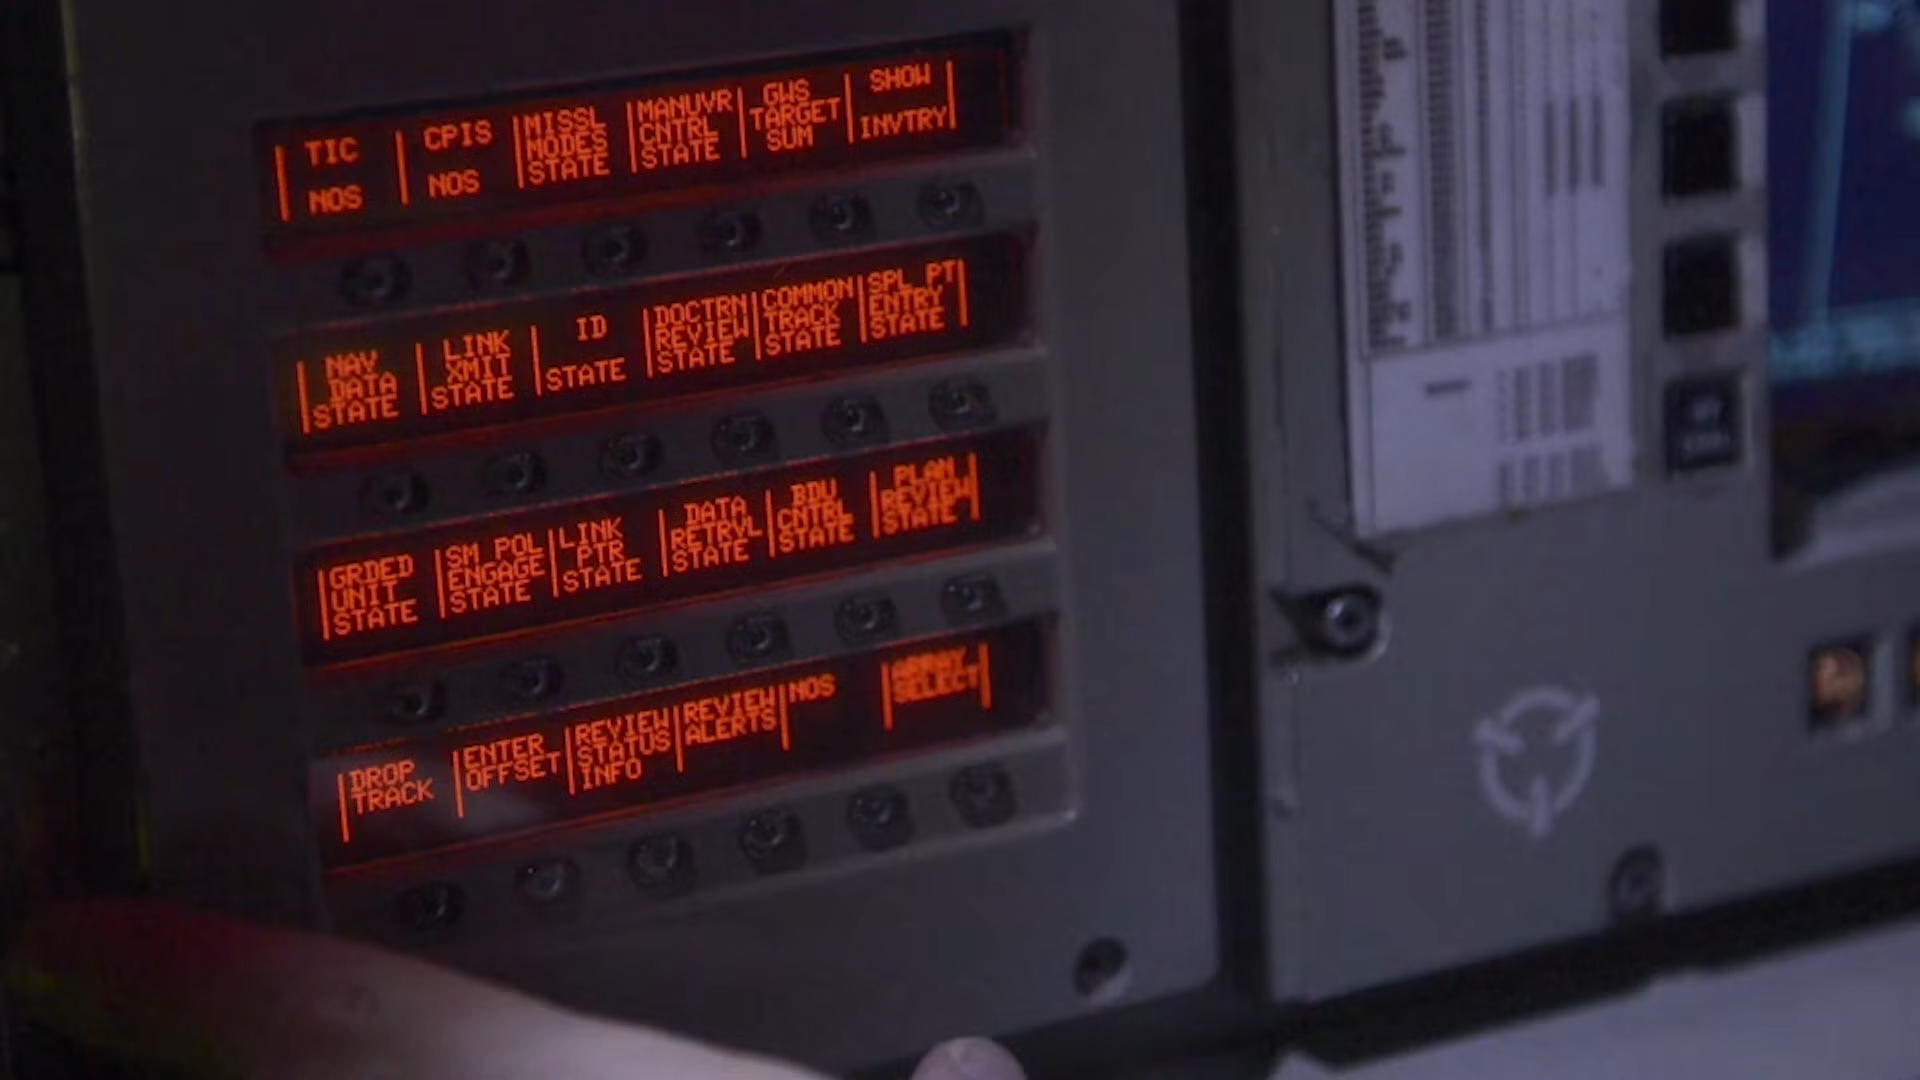 TIC
NOS
CPIS
NOS
MISSL
MODES
STATE
MANUVR
CNTRL
STATE
GWS
TARGET
SUM
SHOW
INVTRY
NAV
DATA
STATE
LINK
XMIT
STATE
ID
STATE
DOCTRN
REVIEW
STATE
COMMON
TRACK
STATE
SPL PT
ENTRY
STATE
GRDED
UNIT
STATE
SM POL
ENGAGE
STATE
LINK
PTR
STATE
DATA
RETRVL
STATE
BDU
CNTRL
STATE
PLAN
REVIEW
STATE
DROP
TRACK
ENTER
OFFSET
REVIEW
STATUS
INFO
REVIEW
ALERTS
NOS
ARRAY
SELECT